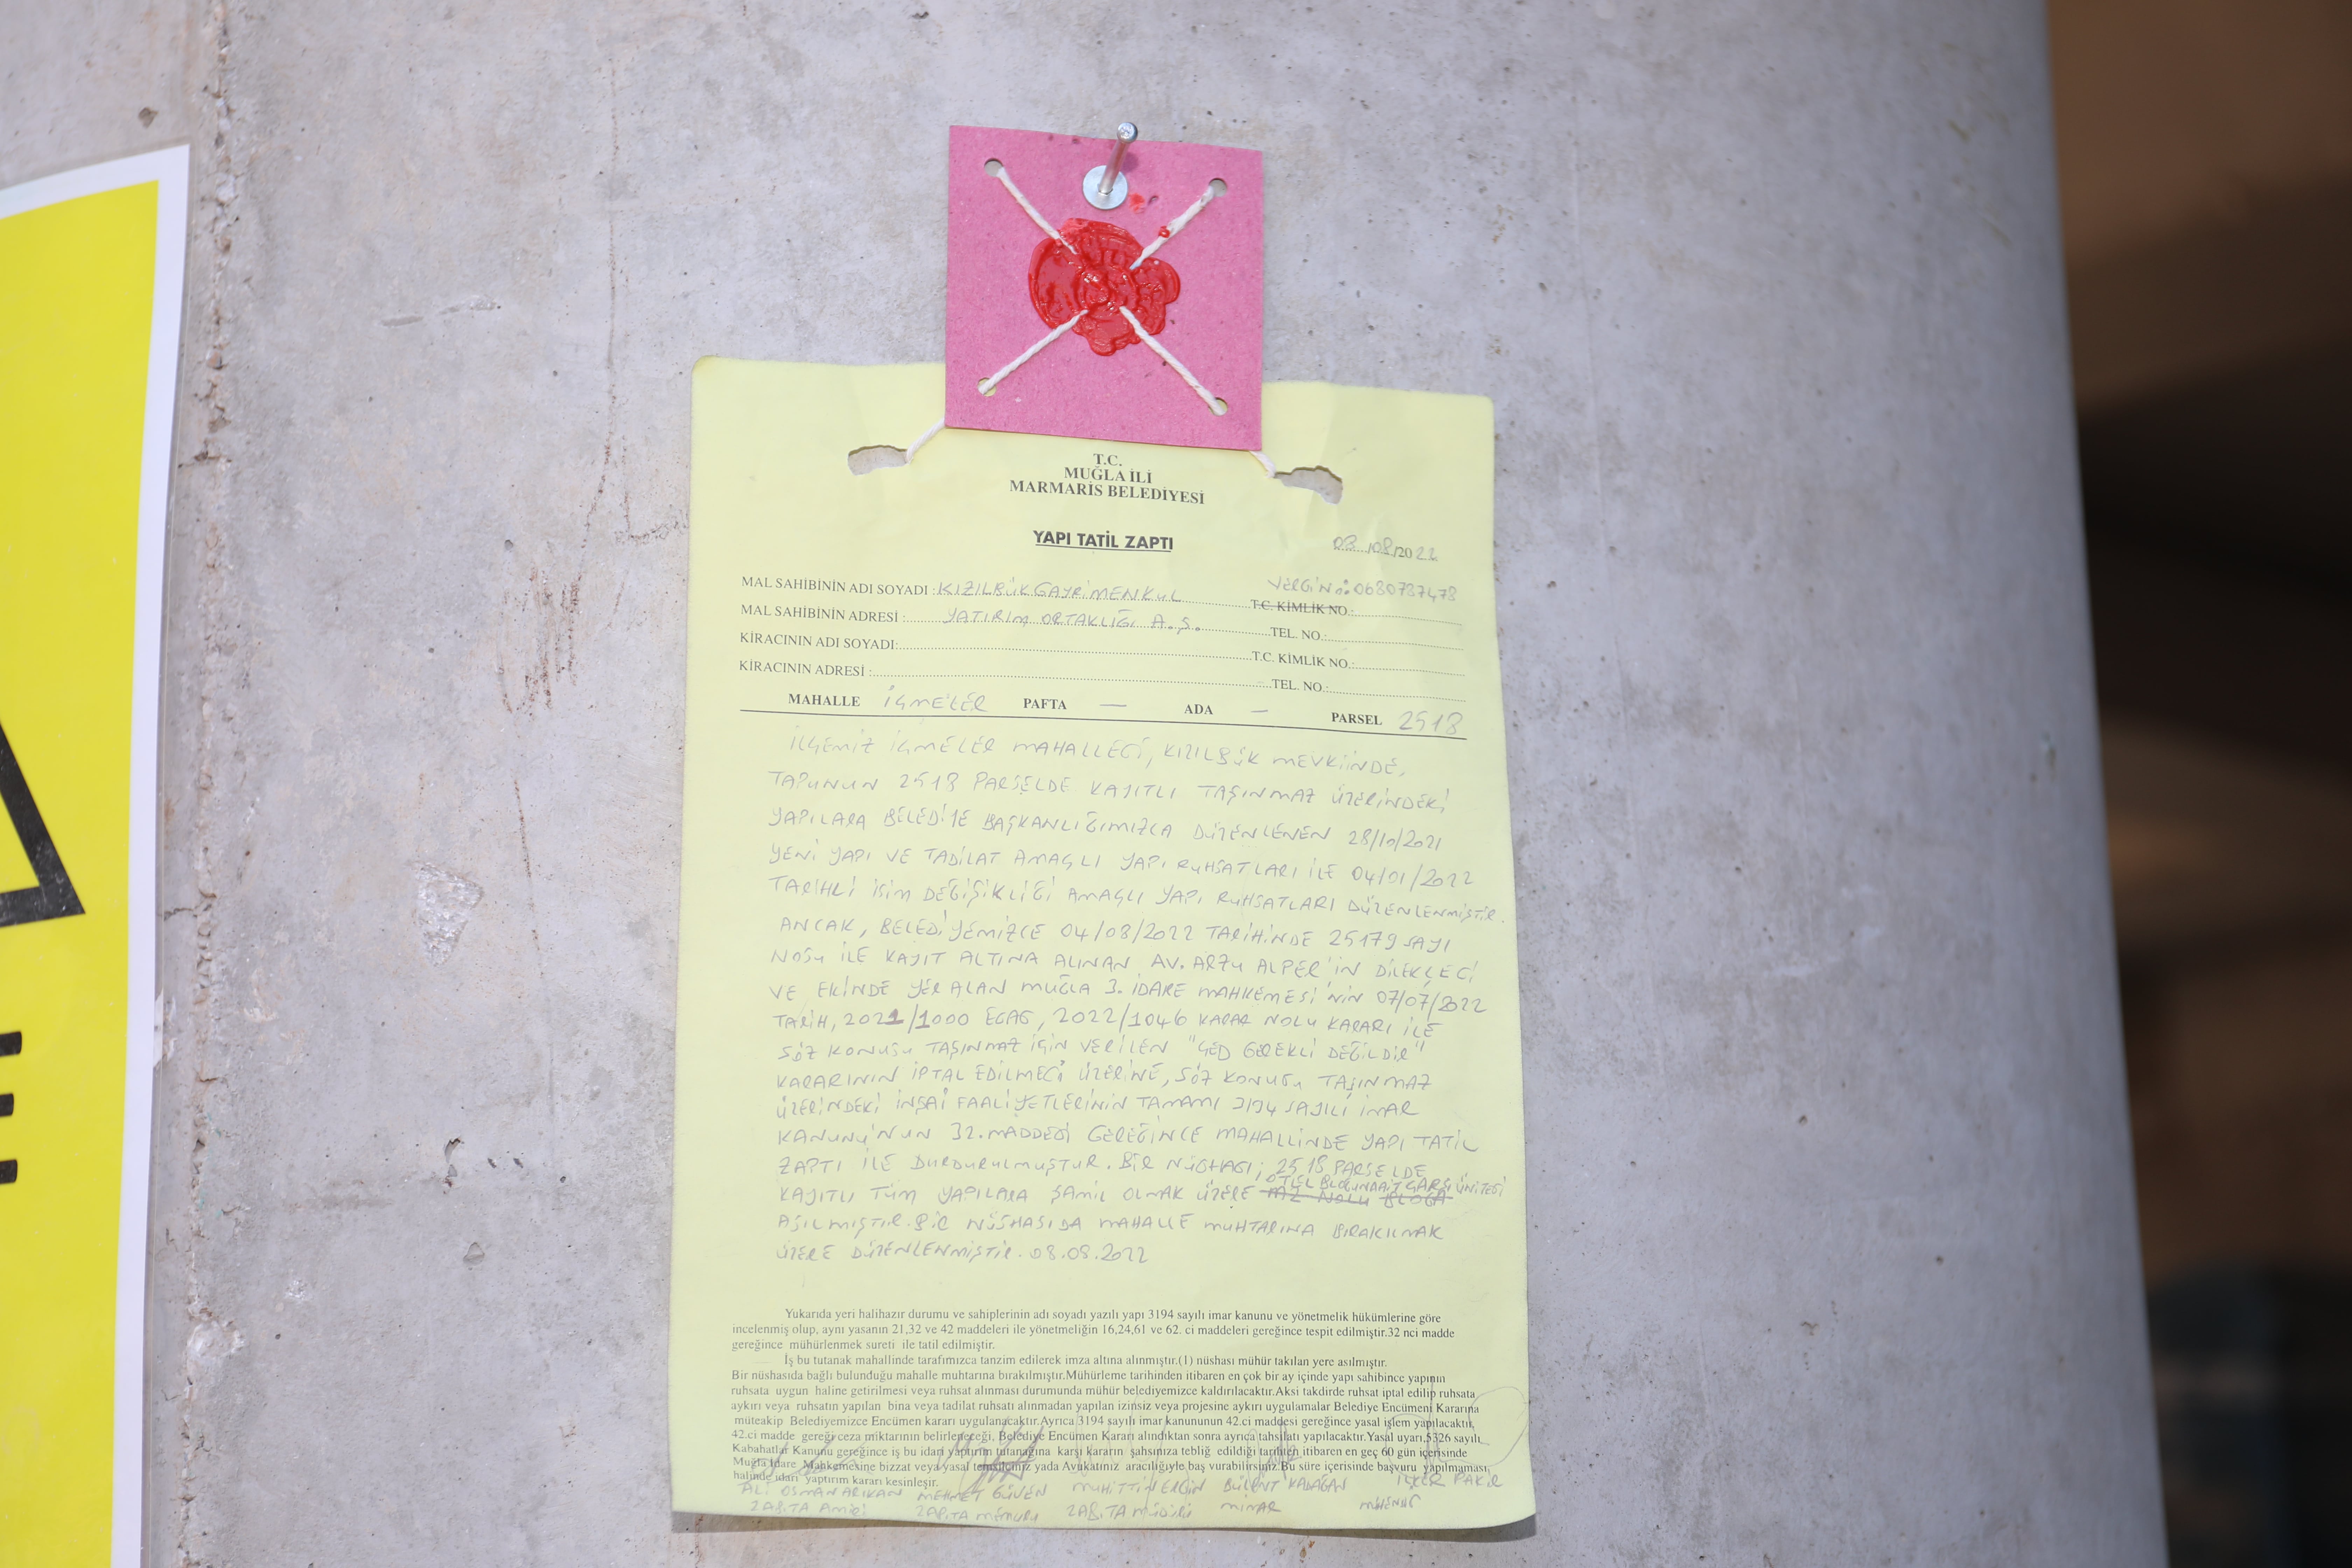 T.C.
MUĞLA İLİ
MARMARİS BELEDİYESİ
YAPI TATİL ZAPTI
08/08/2022
MAL SAHİBİNİN ADI SOYADI : KIZILBÜK GAYRİMENKUL VERGİ NO: 0680787478 T.C. KİMLİK NO.:
MAL SAHİBİNİN ADRESİ : YATIRIM ORTAKLIĞI A.Ş. TEL. NO.:
KİRACININ ADI SOYADI: T.C. KİMLİK NO.:
KİRACININ ADRESİ : TEL. NO.:
MAHALLE İÇMELER PAFTA — ADA — PARSEL 2518
İLÇEMİZ İÇMELER MAHALLESİ, KIZILBÜK MEVKİİNDE,
TAPUNUN 2518 PARSELDE KAYITLI TAŞINMAZ ÜZERİNDEKİ
YAPILARA BELEDİYE BAŞKANLIĞIMIZCA DÜZENLENEN 28/10/2021
YENİ YAPI VE TADİLAT AMAÇLI YAPI RUHSATLARI İLE 04/01/2022
TARİHLİ İSİM DEĞİŞİKLİĞİ AMAÇLI YAPI RUHSATLARI DÜZENLENMİŞTİR.
ANCAK, BELEDİYEMİZCE 04/08/2022 TARİHİNDE 25179 SAYI
NOSU İLE KAYIT ALTINA ALINAN AV. ARZU ALPER'İN DİLEKÇESİ
VE EKİNDE YER ALAN MUĞLA 3. İDARE MAHKEMESİ'NİN 07/07/2022
TARİH, 2021/1000 ESAS, 2022/1046 KARAR NOLU KARARI İLE
SÖZ KONUSU TAŞINMAZ İÇİN VERİLEN "ÇED GEREKLİ DEĞİLDİR"
KARARININ İPTAL EDİLMESİ ÜZERİNE, SÖZ KONUSU TAŞINMAZ
ÜZERİNDEKİ İNŞAİ FAALİYETLERİNİN TAMAMI 3194 SAYILI İMAR
KANUNU'NUN 32. MADDESİ GEREĞİNCE MAHALLİNDE YAPI TATİL
ZAPTI İLE DURDURULMUŞTUR. BİR NÜSHASI; 2518 PARSELDE
KAYITLI TÜM YAPILARA ŞAMİL OLMAK ÜZERE M2 NOLU BLOĞA OTEL BLOĞUNDAİT ÇARŞI ÜNİTESİ
ASILMIŞTIR. BİR NÜSHASI DA MAHALLE MUHTARINA BIRAKILMAK
ÜZERE DÜZENLENMİŞTİR. 08.08.2022
Yukarıda yeri halihazır durumu ve sahiplerinin adı soyadı yazılı yapı 3194 sayılı imar kanunu ve yönetmelik hükümlerine göre
incelenmiş olup, aynı yasanın 21,32 ve 42 maddeleri ile yönetmeliğin 16,24,61 ve 62. ci maddeleri gereğince tespit edilmiştir.32 nci madde
gereğince mühürlenmek sureti ile tatil edilmiştir.
İş bu tutanak mahallinde tarafımızca tanzim edilerek imza altına alınmıştır.(1) nüshası mühür takılan yere asılmıştır.
Bir nüshasıda bağlı bulunduğu mahalle muhtarına bırakılmıştır.Mühürleme tarihinden itibaren en çok bir ay içinde yapı sahibince yapının
ruhsata uygun haline getirilmesi veya ruhsat alınması durumunda mühür belediyemizce kaldırılacaktır.Aksi takdirde ruhsat iptal edilip ruhsata
aykırı veya ruhsatın yapılan bina veya tadilat ruhsatı alınmadan yapılan izinsiz veya projesine aykırı uygulamalar Belediye Encümeni Kararına
müteakip Belediyemizce Encümen kararı uygulanacaktır.Ayrıca 3194 sayılı imar kanununun 42.ci maddesi gereğince yasal işlem yapılacaktır,
42.ci madde gereği ceza miktarının belirleneceği, Belediye Encümen Kararı alındıktan sonra ayrıca tahsilatı yapılacaktır.Yasal uyarı,5326 sayılı
Kabahatlar Kanunu gereğince iş bu idari yaptırım tutanağına karşı kararın şahsınıza tebliğ edildiği tarihten itibaren en geç 60 gün içerisinde
Muğla İdare Mahkemesine bizzat veya yasal temsilciniz yada Avukatınız aracılığıyle baş vurabilirsiniz.Bu süre içerisinde başvuru yapılmaması
halinde idari yaptırım kararı kesinleşir.
ALİ OSMAN ARIKAN MEHMET GÜVEN MUHİTTİN ERGİN BÜLENT KADAĞAN İLKER PAKİR
ZABITA AMİRİ ZABITA MEMURU ZABITA MÜDÜRÜ MİMAR MÜHENDİS